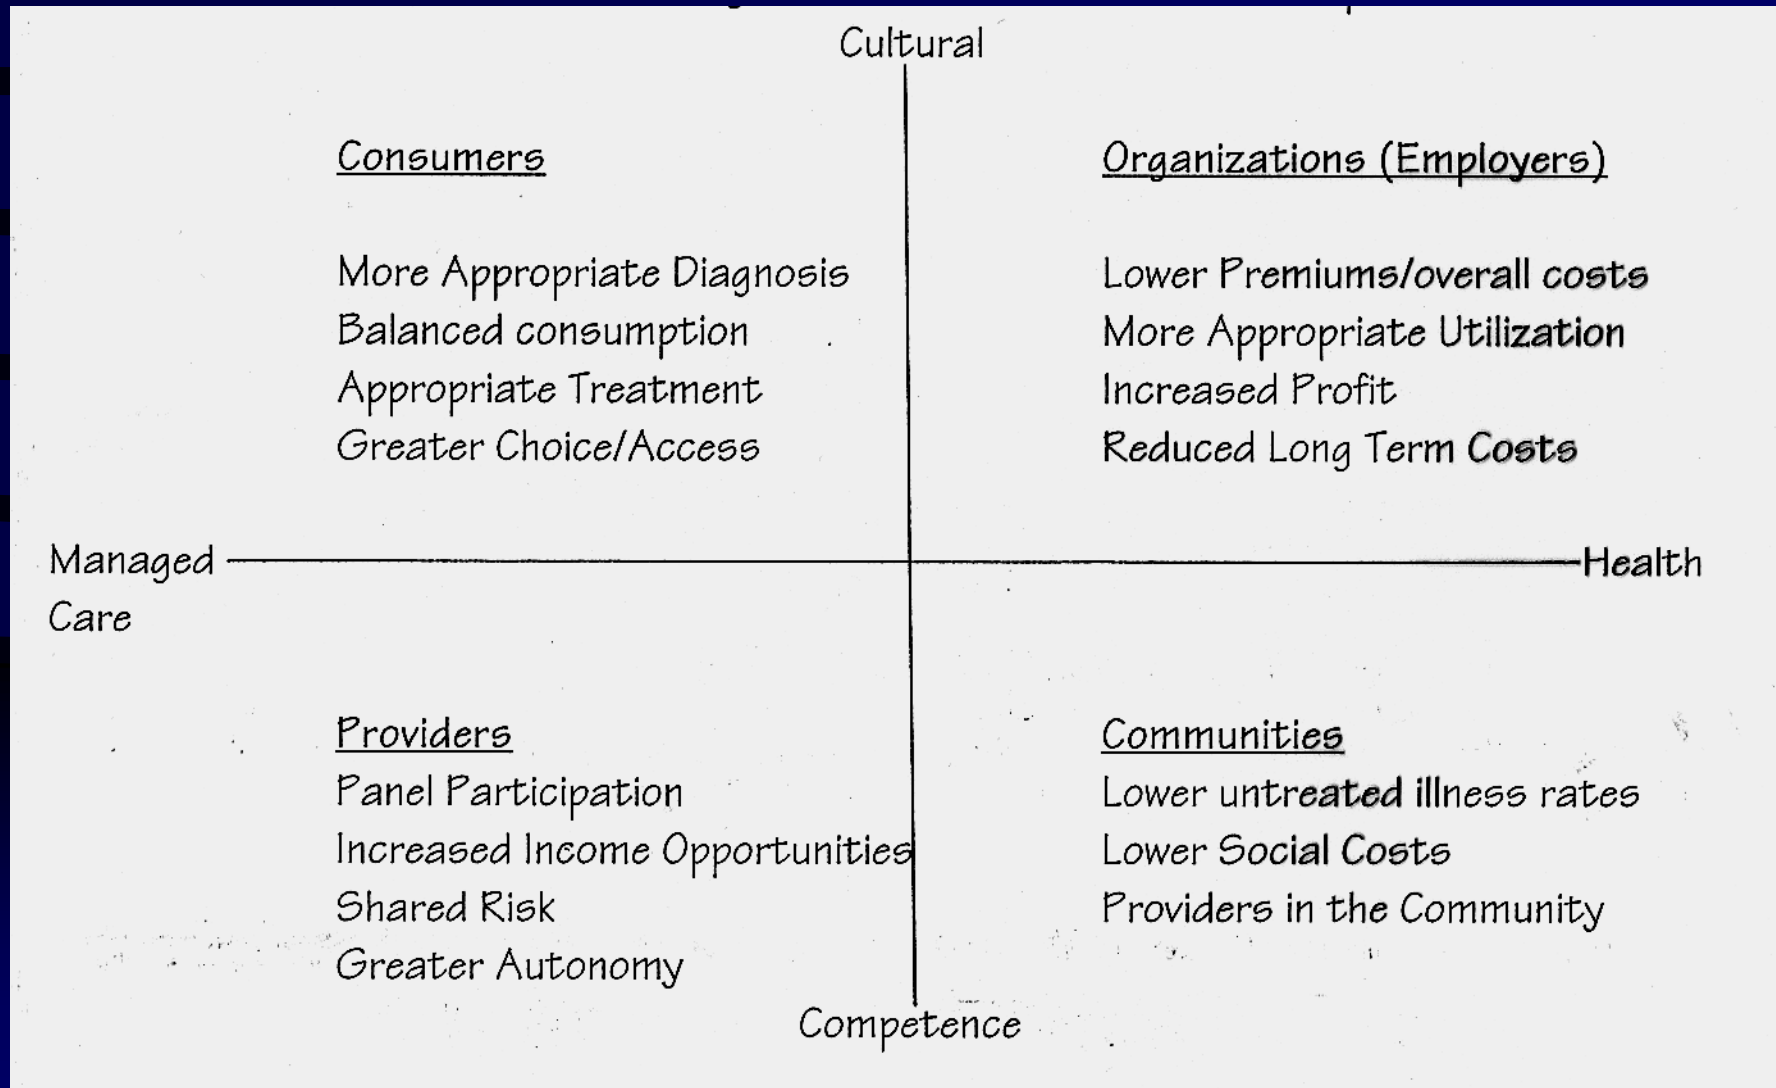 Cultural
Consumers
More Appropriate Diagnosis
Balanced consumption
Appropriate Treatment
Greater Choice/Access
Organizations (Employers)
Lower Premiums/overall costs
More Appropriate Utilization
Increased Profit
Reduced Long Term Costs
Managed
Care
Health
Providers
Panel Participation
Increased Income Opportunities
Shared Risk
Greater Autonomy
Communities
Lower untreated illness rates
Lower Social Costs
Providers in the Community
Competence